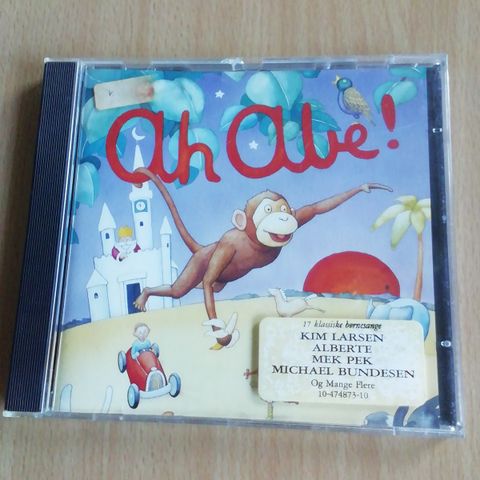 Ah Abe!
17 klassiske børnesange
KIM LARSEN
ALBERTE
MEK PEK
MICHAEL BUNDESEN
Og Mange Flere
10-474873-10